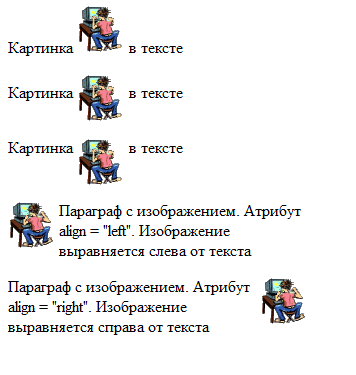 Картинка в тексте
Картинка в тексте
Картинка в тексте
Параграф с изображением. Атрибут
align = "left". Изображение
выравняется слева от текста
Параграф с изображением. Атрибут
align = "right". Изображение
выравняется справа от текста